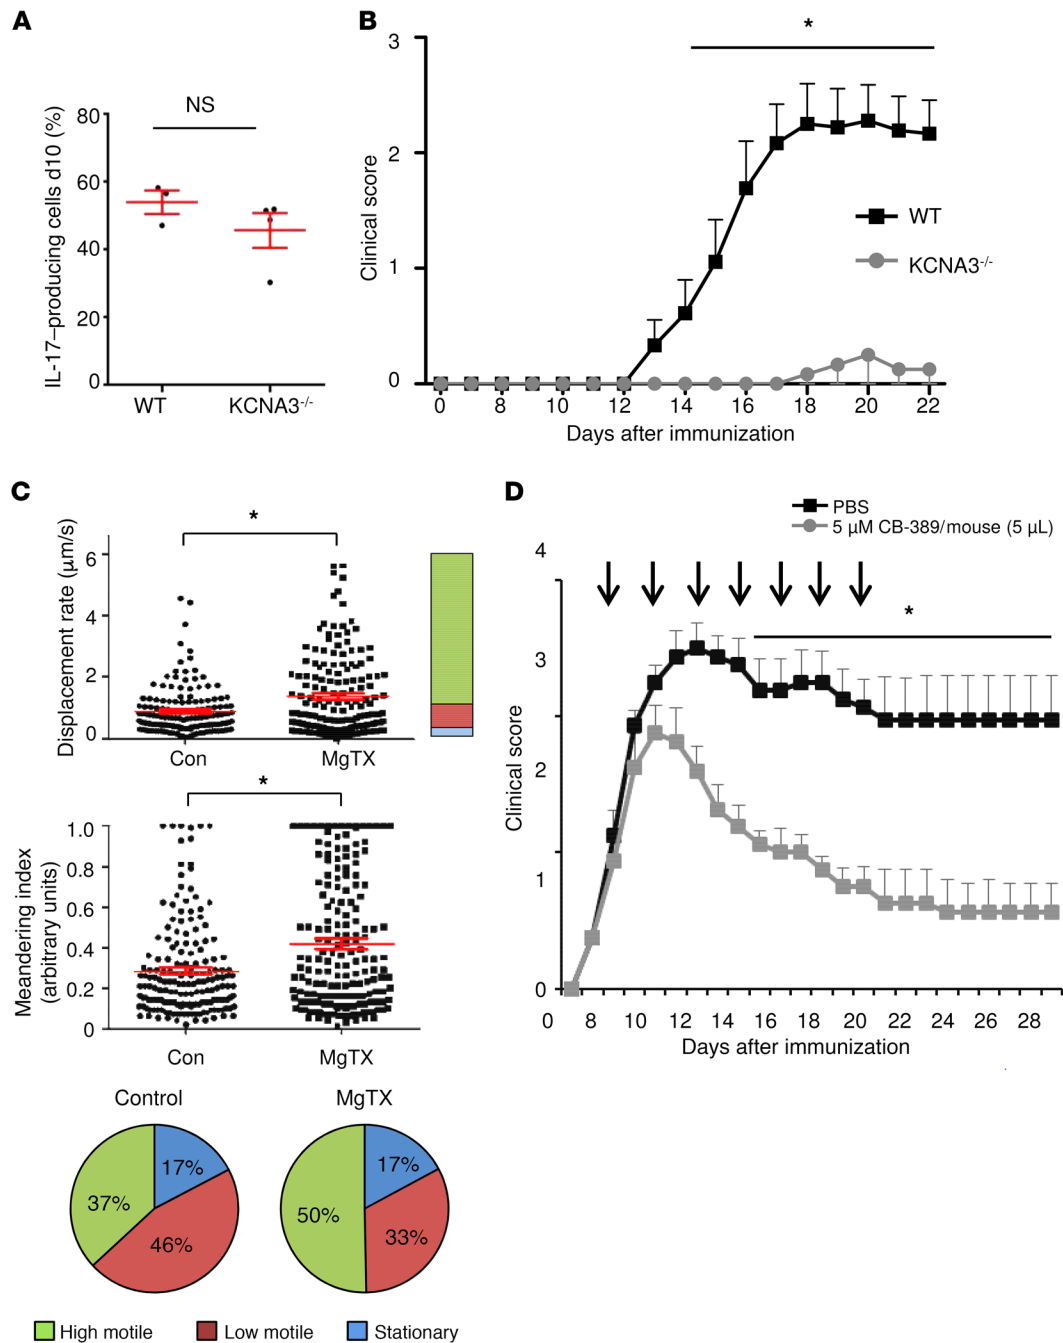 A
NS
IL-17–producing cells d10 (%)
80
60
40
20
0
WT
KCNA3-/-
B
*
Clinical score
3
2
1
0
WT
KCNA3-/-
0 8 8 10 12 14 16 18 20 22
Days after immunization
C
*
Displacement rate (μm/s)
6
4
2
0
Con
MgTX
*
Meandering index
(arbitrary units)
1.0
0.8
0.6
0.4
0.2
0
Con
MgTX
Control
MgTX
17%
37%
46%
17%
50%
33%
High motile
Low motile
Stationary
D
PBS
5 μM CB-389/mouse (5 μL)
*
Clinical score
4
3
2
1
0
0 8 10 12 14 16 20 22 24 26 28
Days after immunization